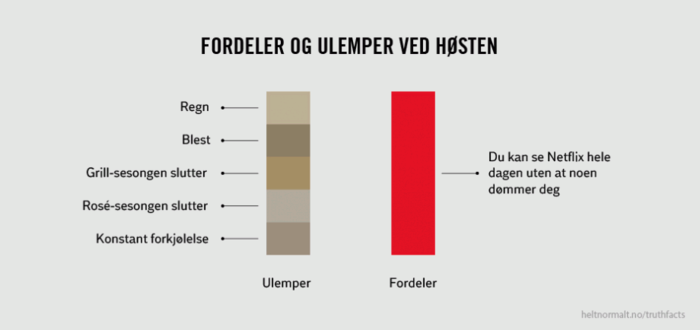 FORDELER OG ULEMPER VED HØSTEN
Regn
Blest
Grill-sesongen slutter
Rosé-sesongen slutter
Konstant forkjølelse
Du kan se Netflix hele
dagen uten at noen
dømmer deg
Ulemper
Fordeler
heltnormalt.no/truthfacts